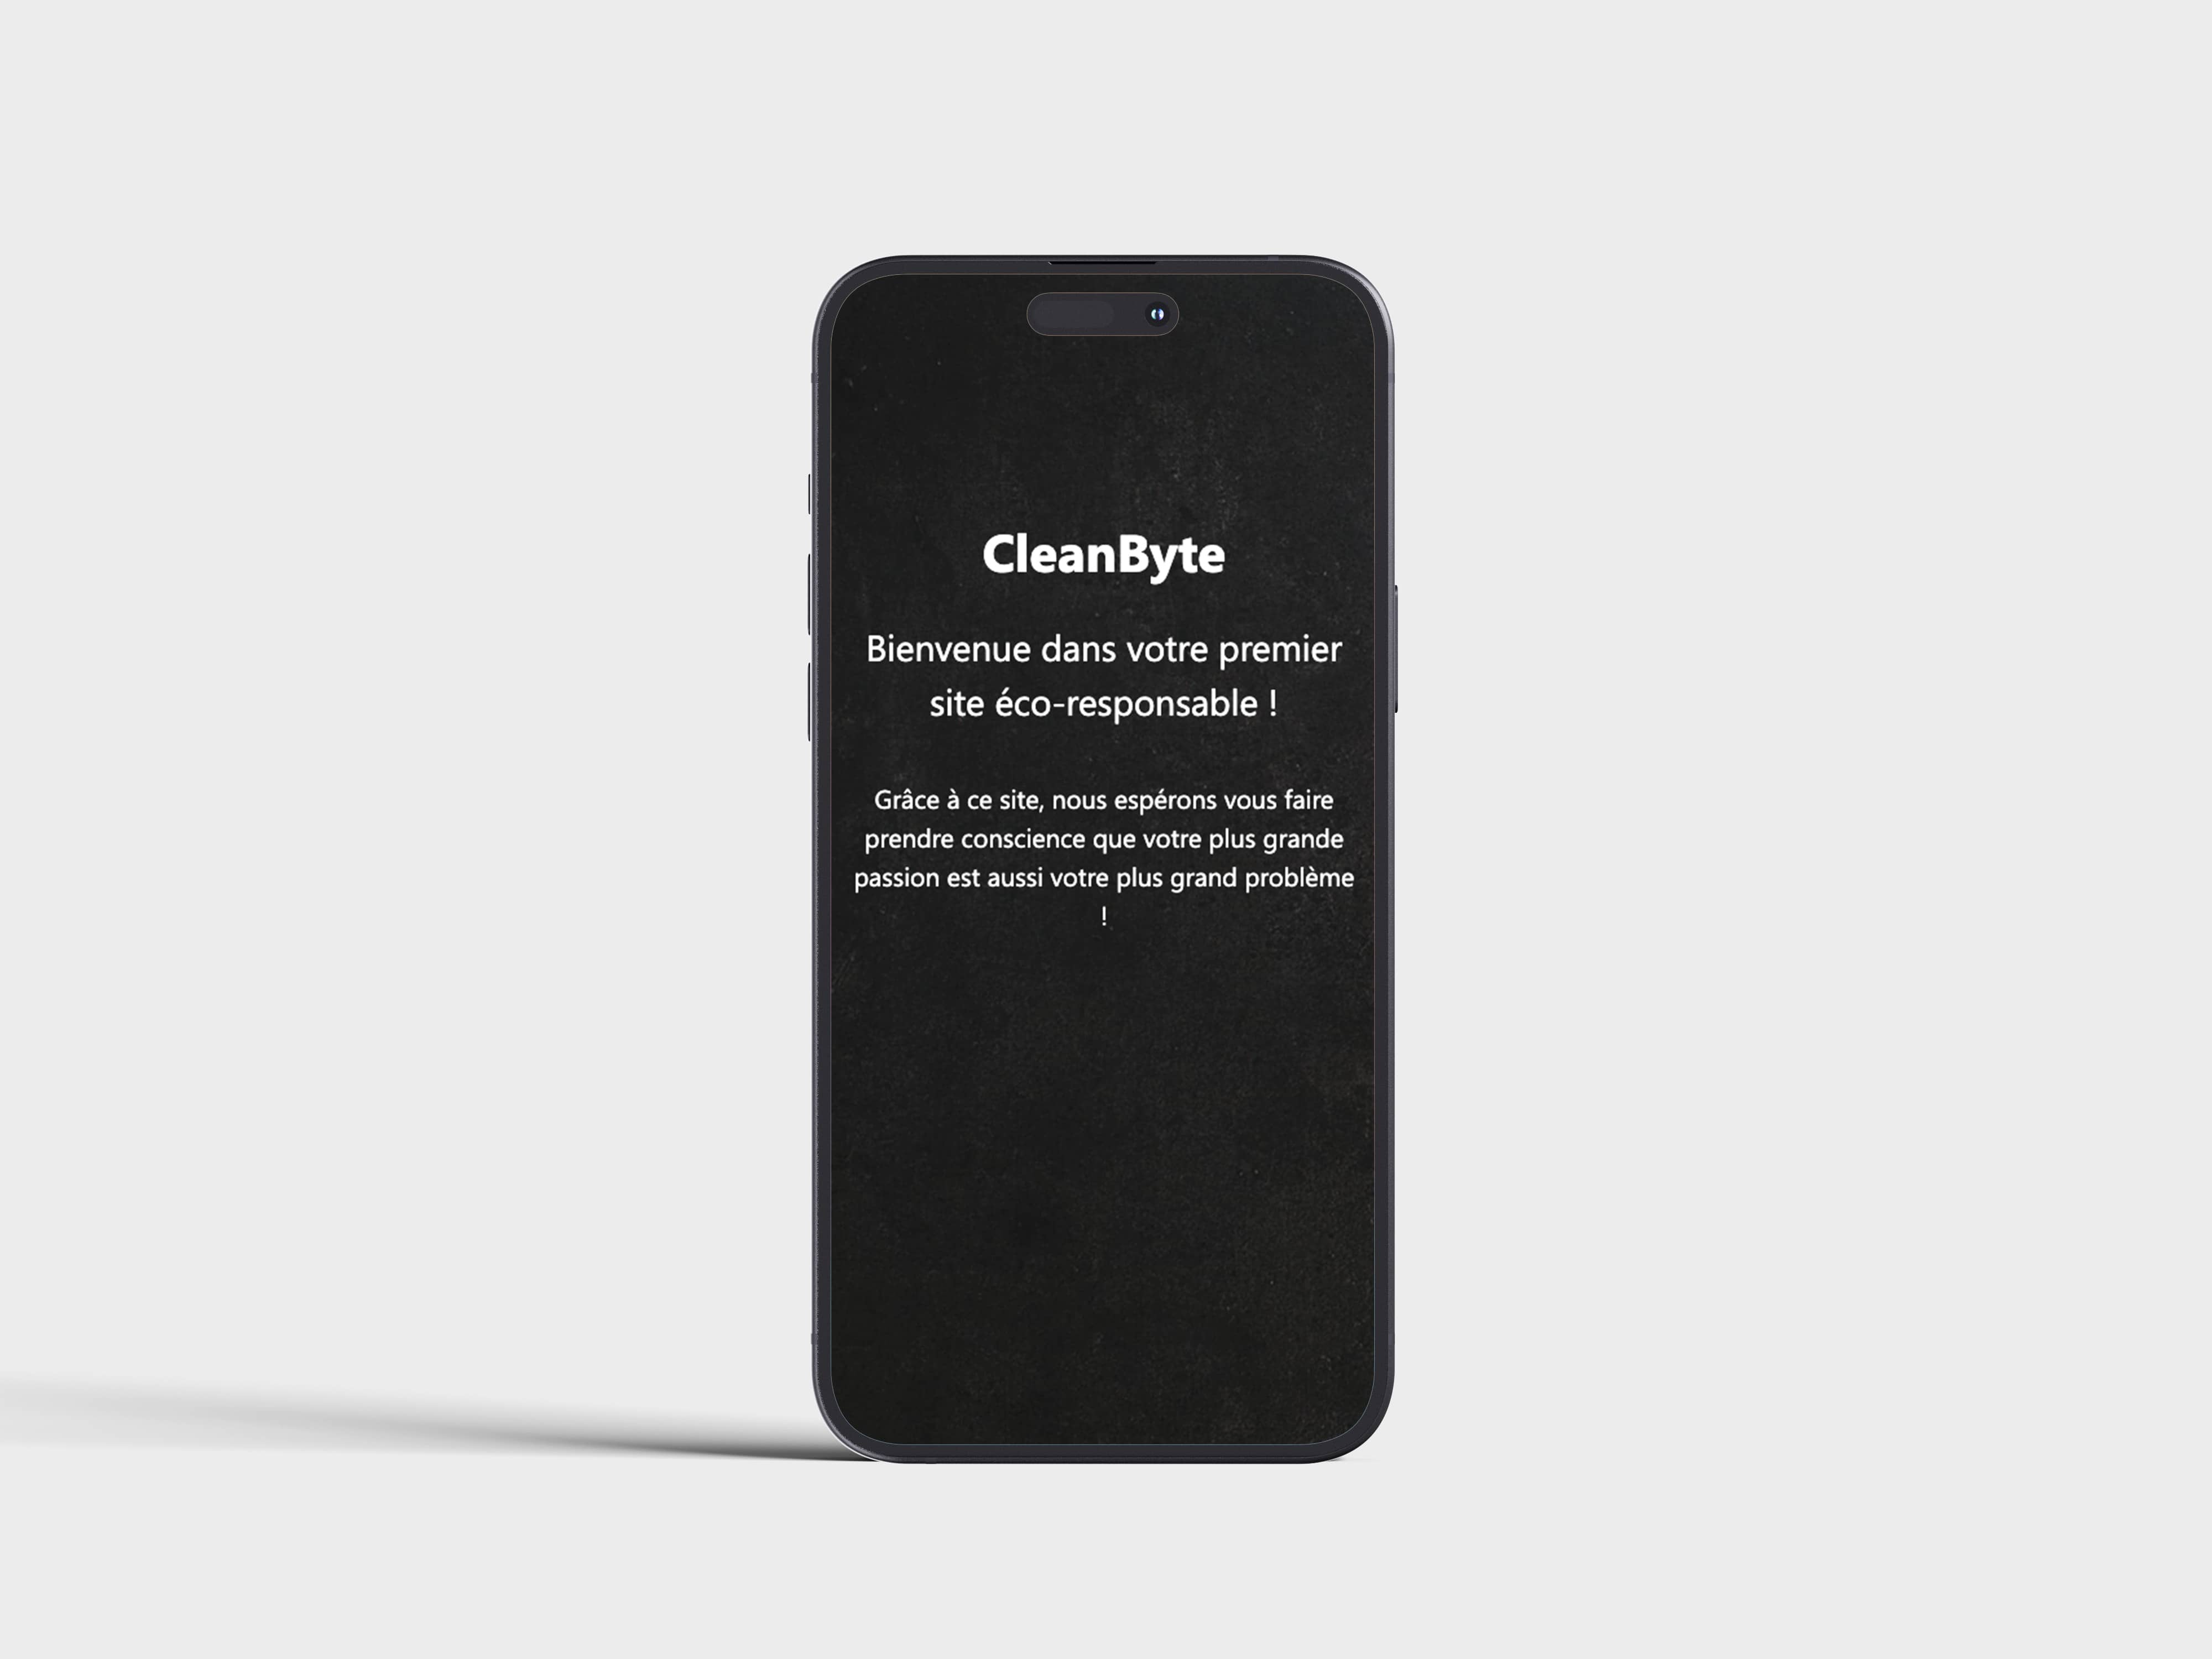 CleanByte
Bienvenue dans votre premier
site éco-responsable !
Grâce à ce site, nous espérons vous faire
prendre conscience que votre plus grande
passion est aussi votre plus grand problème
!